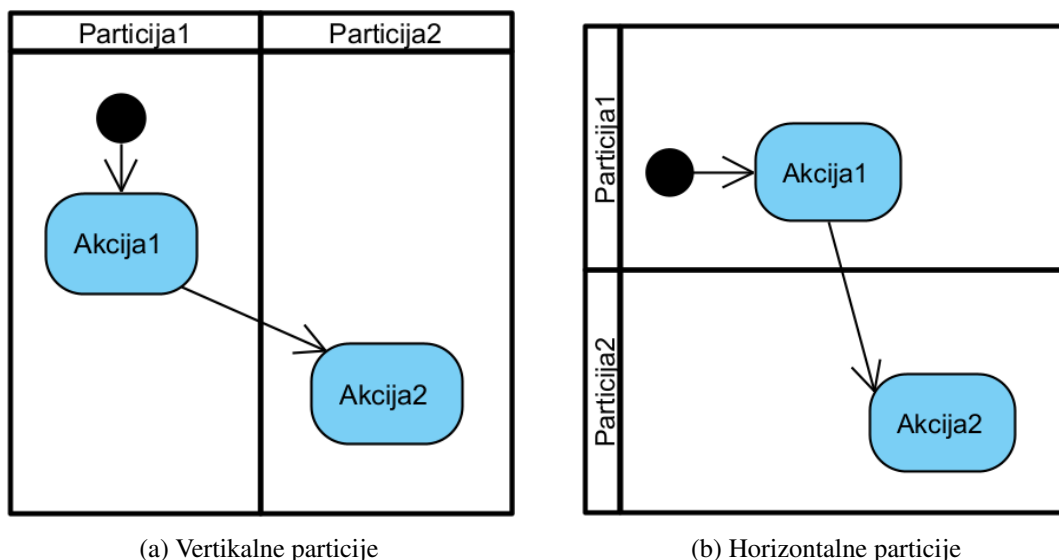 Particija1
Particija2
Akcija1
Akcija2
(a) Vertikalne particije
Particija1
Akcija1
Particija2
Akcija2
(b) Horizontalne particije